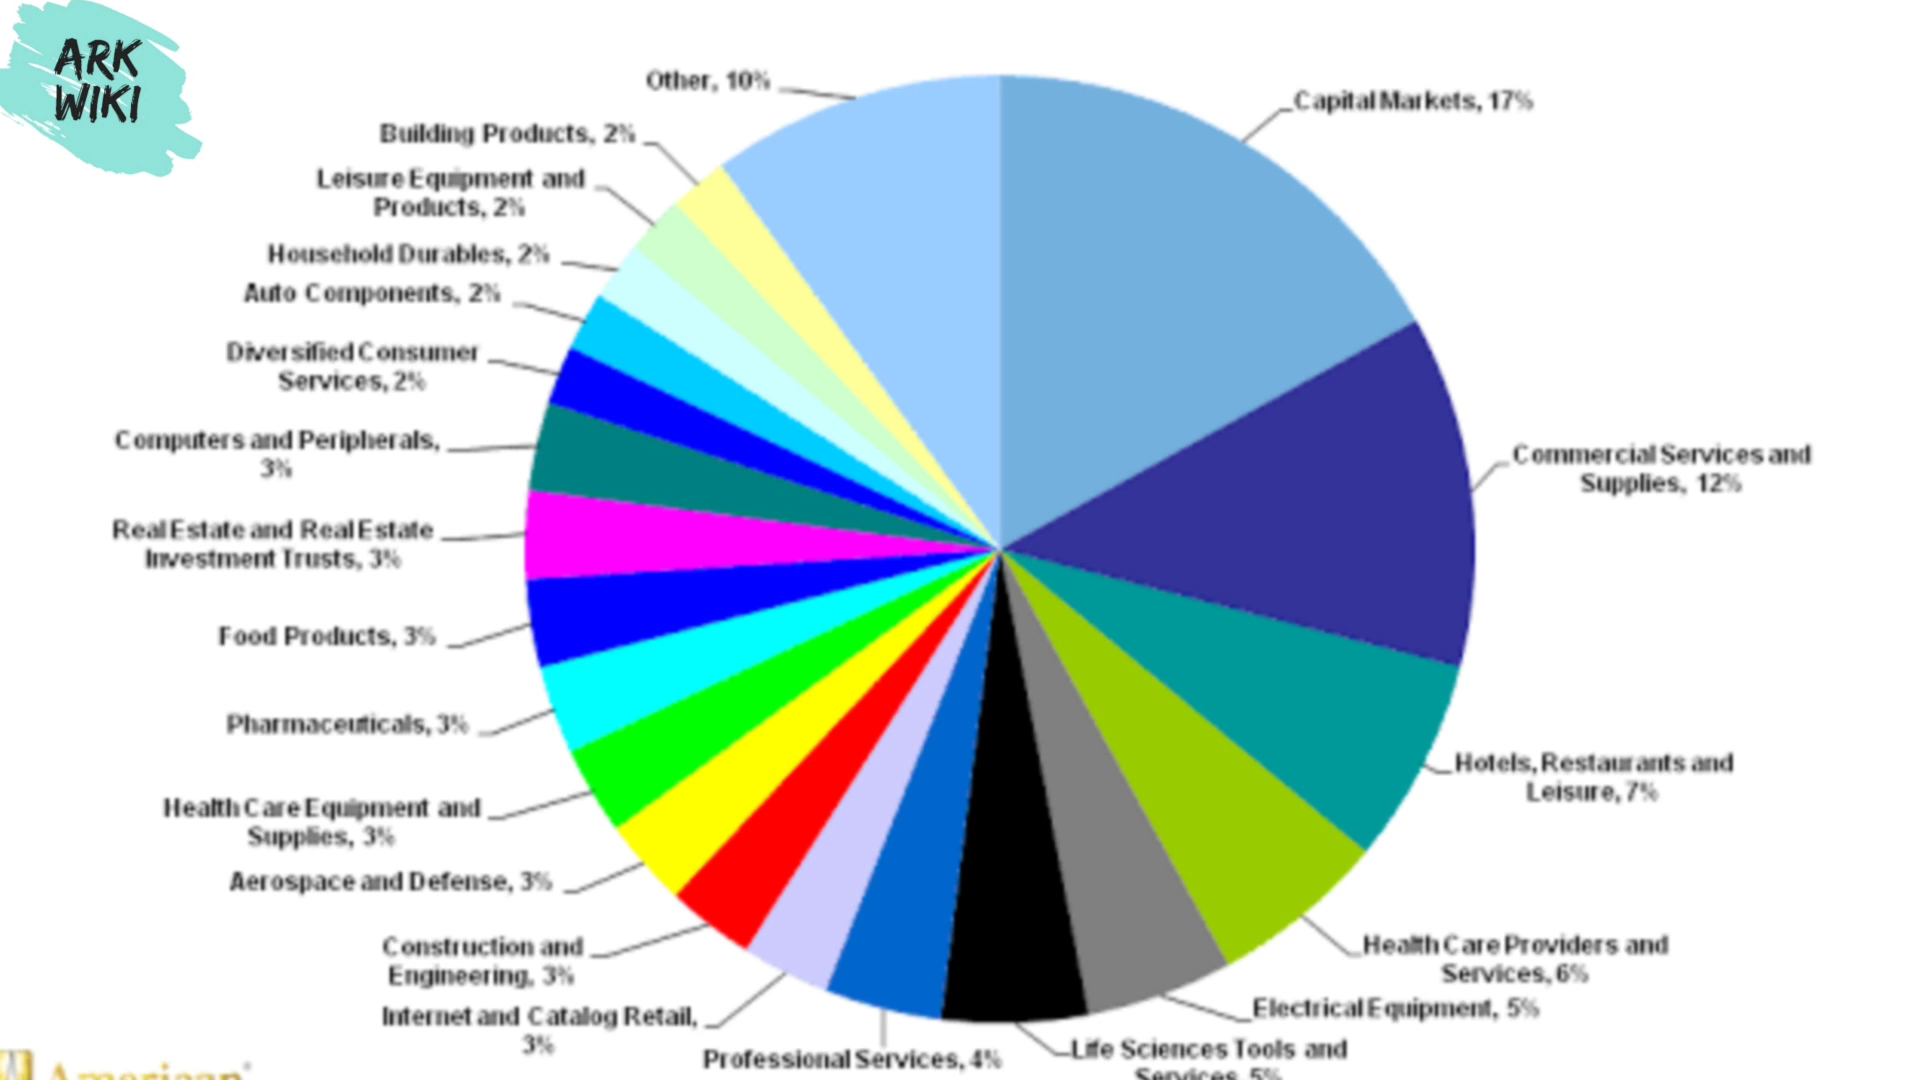 ARK
WIKI
Other, 10%
Capital Markets, 17%
Building Products, 2%
Leisure Equipment and
Products, 2%
Household Durables, 2%
Auto Components, 2%
Diversified Consumer
Services, 2%
Computers and Peripherals,
3%
Commercial Services and
Supplies, 12%
Real Estate and Real Estate
Investment Trusts, 3%
Food Products, 3%
Pharmaceuticals, 3%
Hotels, Restaurants and
Leisure, 7%
Health Care Equipment and
Supplies, 3%
Aerospace and Defense, 3%
Construction and
Engineering, 3%
Health Care Providers and
Services, 6%
Internet and Catalog Retail,
3%
Electrical Equipment, 5%
Professional Services, 4%
Life Sciences Tools and
Services, 5%
American